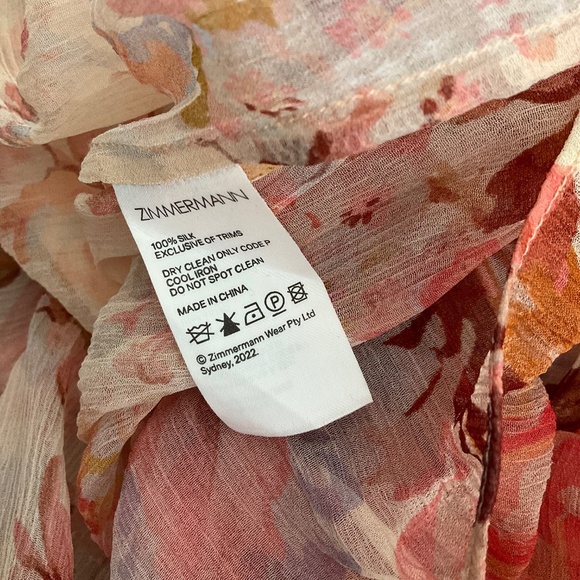 ZIMMERMANN
100% SILK
EXCLUSIVE OF TRIMS
DRY CLEAN ONLY CODE P
COOL IRON
DO NOT SPOT CLEAN
MADE IN CHINA
P
© Zimmermann Wear Pty Ltd
Sydney, 2022.